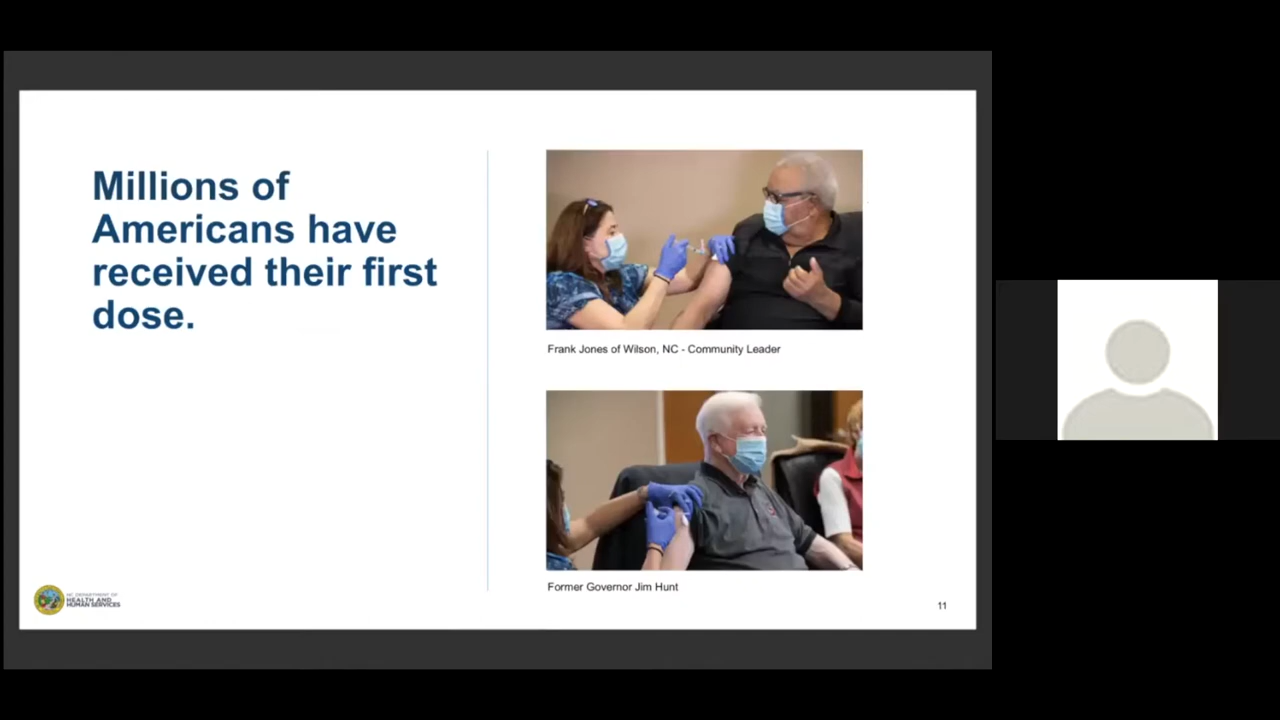 Millions of
Americans have
received their first
dose.
Frank Jones of Wilson, NC - Community Leader
Former Governor Jim Hunt
NC DEPARTMENT OF
HEALTH AND
HUMAN SERVICES
11